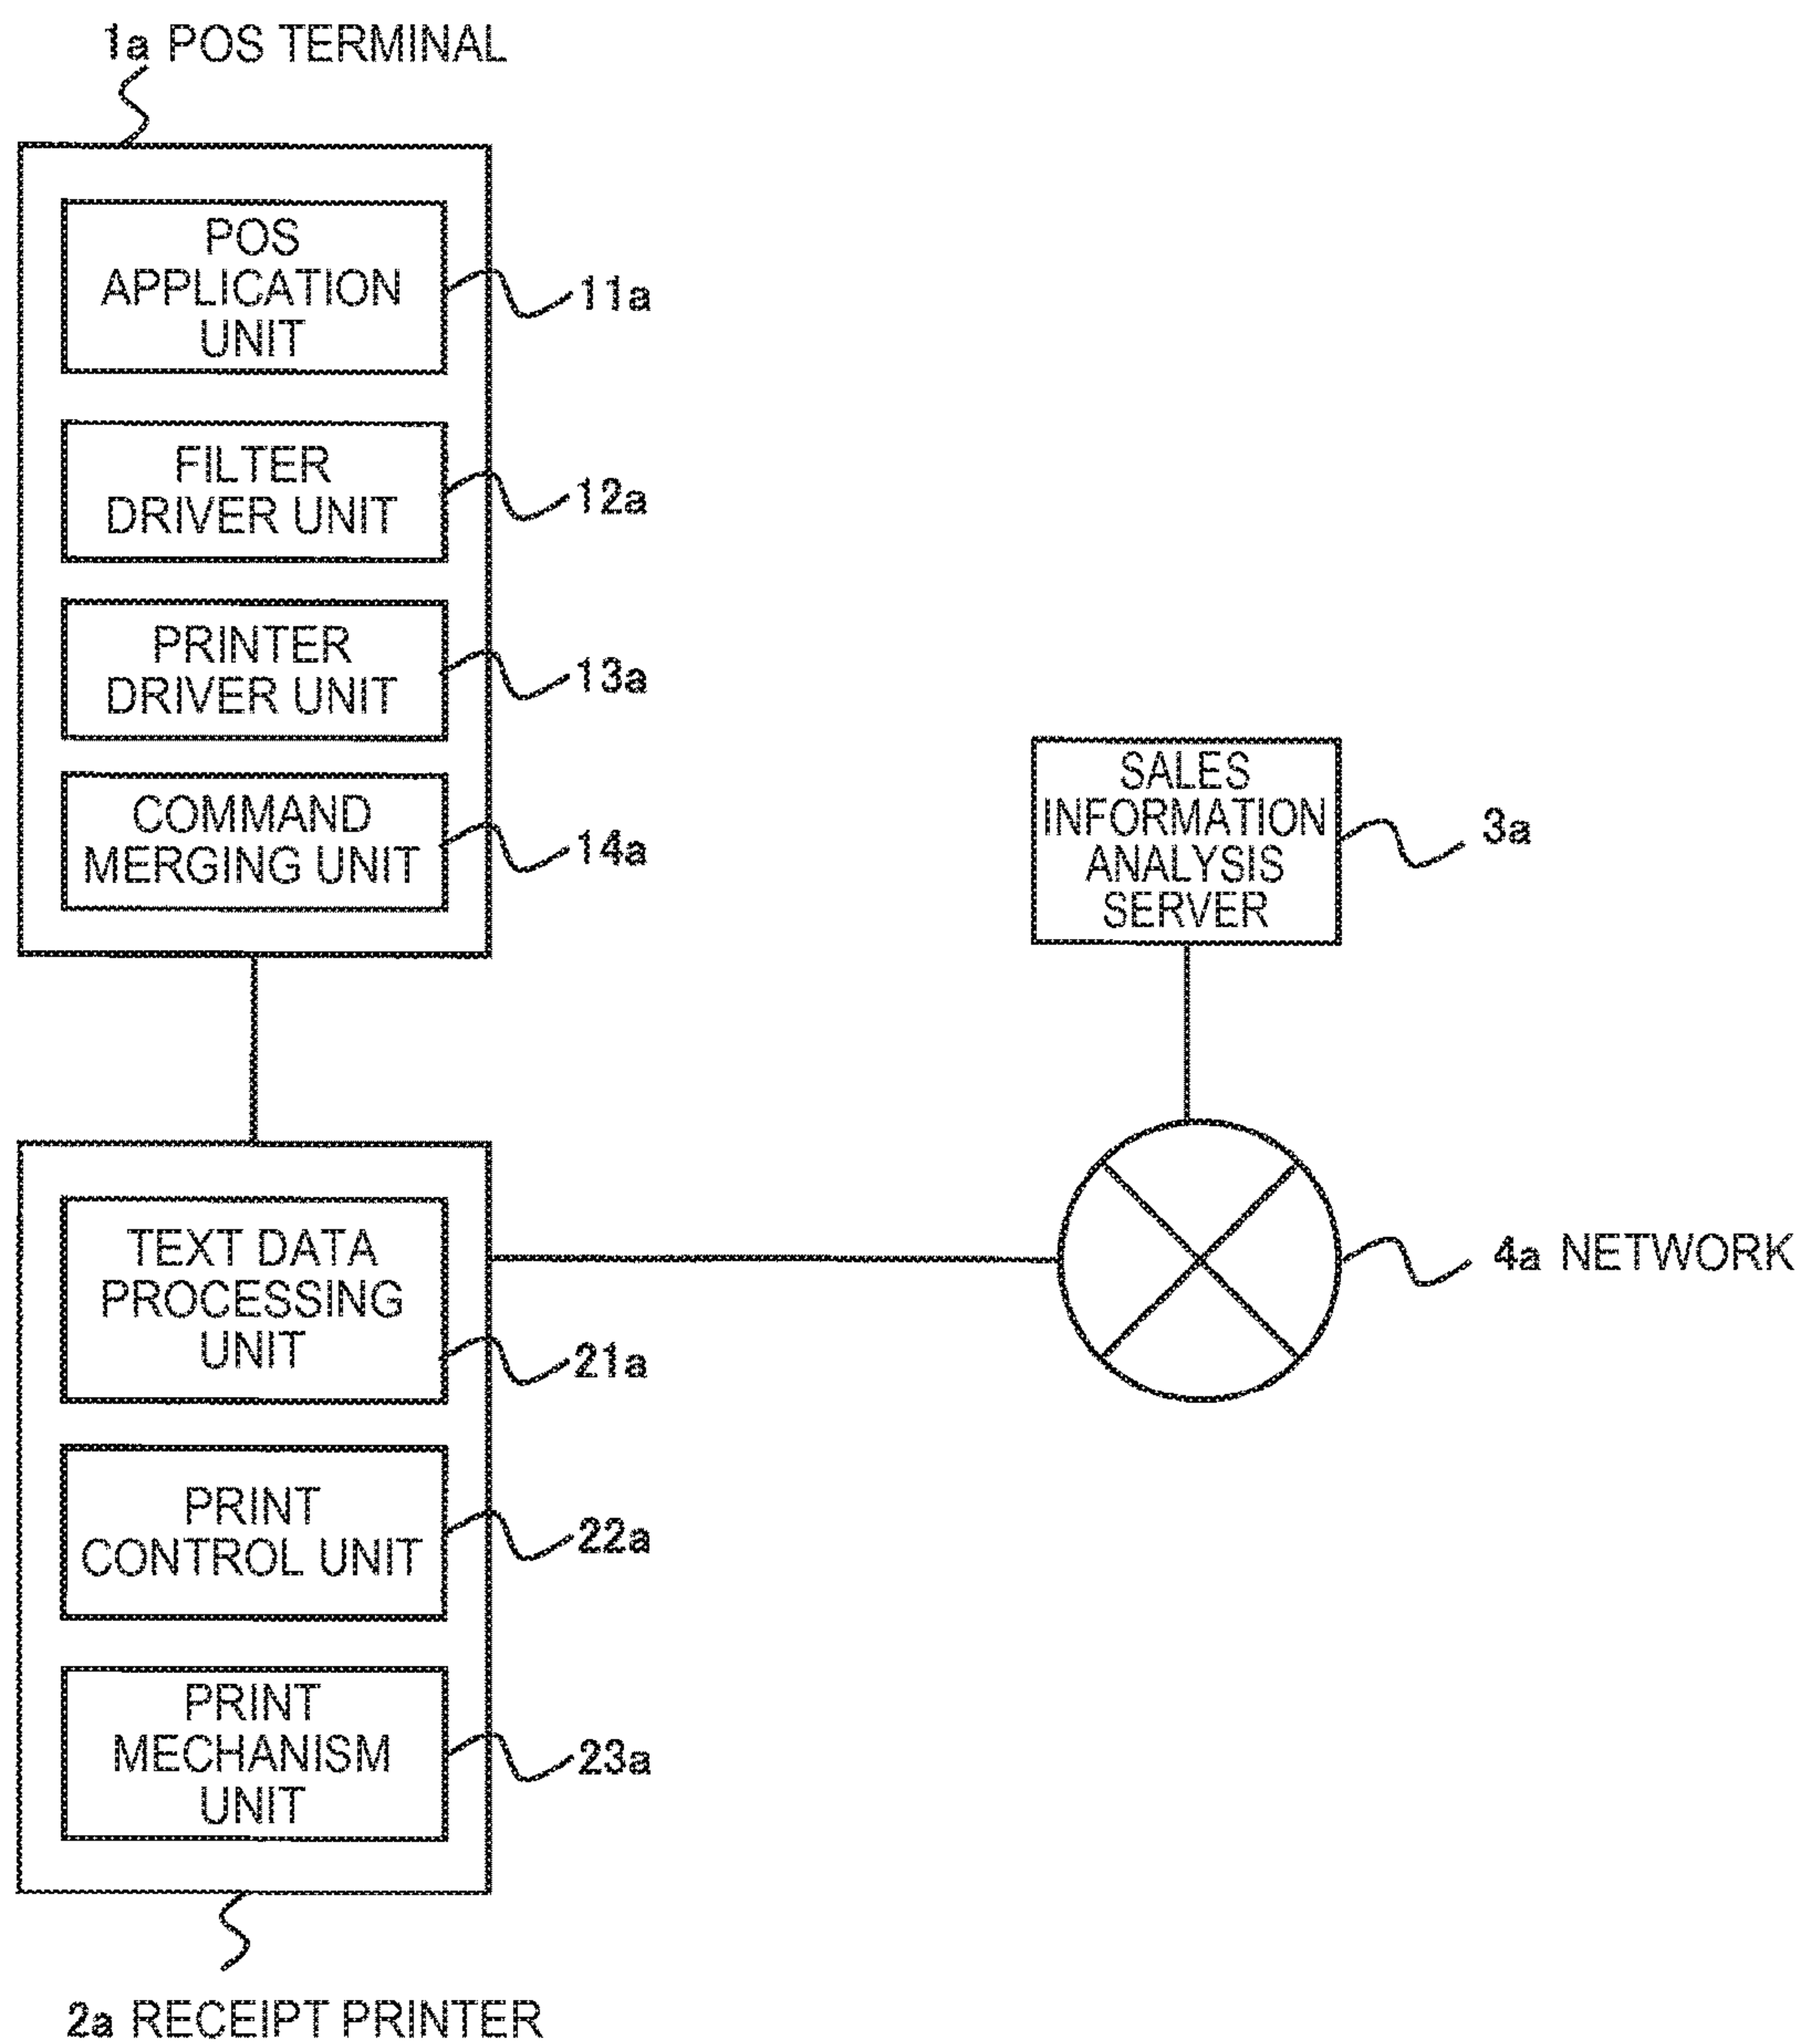 1a POS TERMINAL
POS
APPLICATION
UNIT
11a
FILTER
DRIVER UNIT
12a
PRINTER
DRIVER UNIT
13a
COMMAND
MERGING UNIT
14a
SALES
INFORMATION
ANALYSIS
SERVER
3a
TEXT DATA
PROCESSING
UNIT
21a
4a NETWORK
PRINT
CONTROL UNIT
22a
PRINT
MECHANISM
UNIT
23a
2a RECEIPT PRINTER